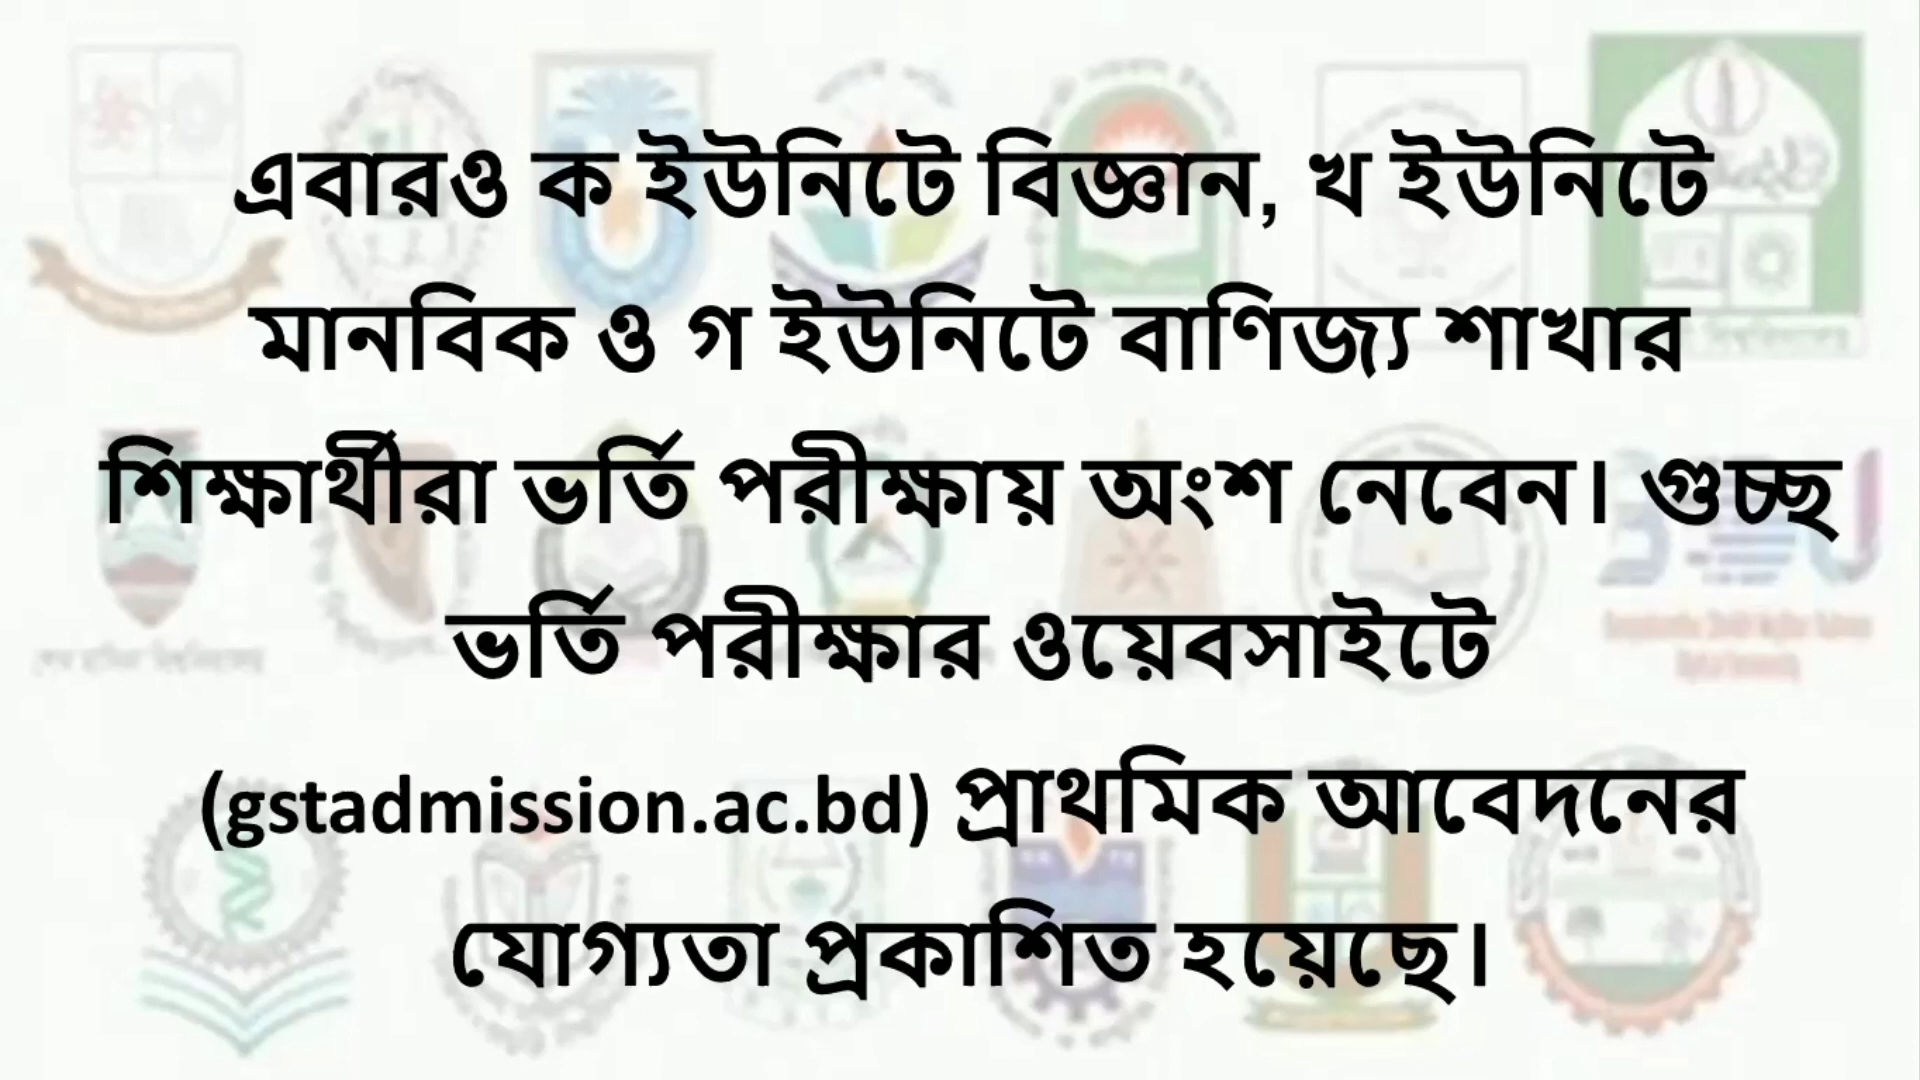 এবারও ক ইউনিটে বিজ্ঞান, খ ইউনিটে
মানবিক ও গ ইউনিটে বাণিজ্য শাখার
শিক্ষার্থীরা ভর্তি পরীক্ষায় অংশ নেবেন। গুচ্ছ
ভর্তি পরীক্ষার ওয়েবসাইটে
(gstadmission.ac.bd) প্রাথমিক আবেদনের
যোগ্যতা প্রকাশিত হয়েছে।